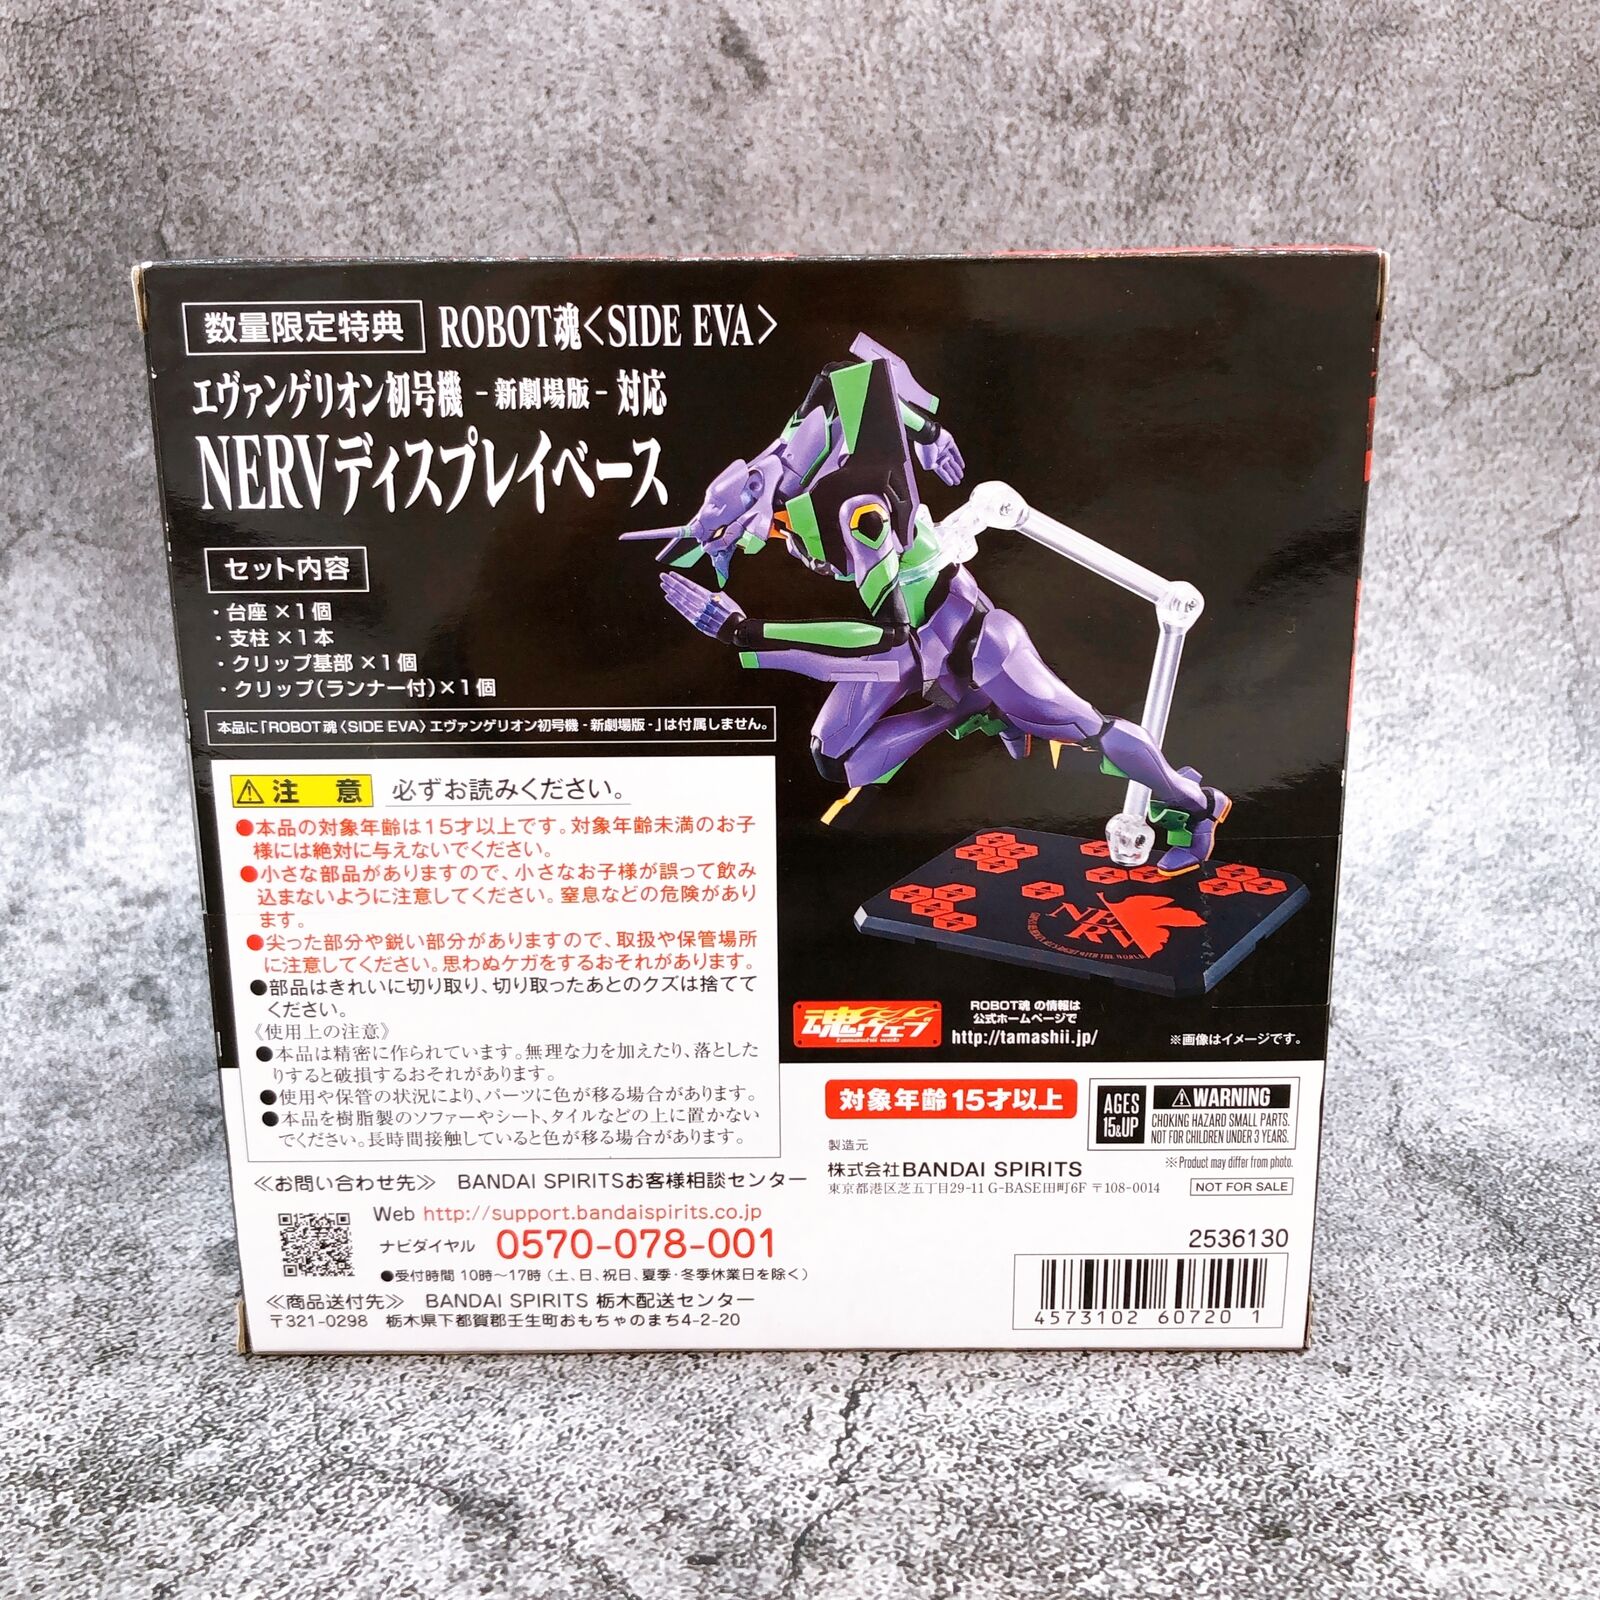 数量限定特典 ROBOT魂〈SIDE EVA〉
エヴァンゲリオン初号機 -新劇場版- 対応
NERVディスプレイベース
セット内容
・台座×1個
・支柱×1本
・クリップ基部×1個
・クリップ(ランナー付)×1個
本品に「ROBOT魂〈SIDE EVA〉エヴァンゲリオン初号機 -新劇場版-」は付属しません。
⚠注 意 必ずお読みください。
●本品の対象年齢は15才以上です。対象年齢未満のお子
様には絶対に与えないでください。
●小さな部品がありますので、小さなお子様が誤って飲み
込まないように注意してください。窒息などの危険があり
ます。
●尖った部分や鋭い部分がありますので、取扱や保管場所
に注意してください。思わぬケガをするおそれがあります。
●部品はきれいに切り取り、切り取ったあとのクズは捨てて
ください。
《使用上の注意》
●本品は精密に作られています。無理な力を加えたり、落とした
りすると破損するおそれがあります。
●使用や保管の状況により、パーツに色が移る場合があります。
●本品を樹脂製のソファーやシート、タイルなどの上に置かない
でください。長時間接触していると色が移る場合があります。
≪お問い合わせ先≫ BANDAI SPIRITSお客様相談センター
Web http://support.bandaispirits.co.jp
ナビダイヤル 0570-078-001
●受付時間 10時～17時(土、日、祝日、夏季・冬季休業日を除く)
≪商品送付先≫ BANDAI SPIRITS 栃木配送センター
〒321-0298 栃木県下都賀郡壬生町おもちゃのまち4-2-20
NERV
魂ウェブ
tamashii web
ROBOT魂 の情報は
公式ホームページで
http://tamashii.jp/
※画像はイメージです。
対象年齢15才以上
AGES
15&UP
⚠WARNING
CHOKING HAZARD SMALL PARTS.
NOT FOR CHILDREN UNDER 3 YEARS.
※Product may differ from photo.
製造元
株式会社BANDAI SPIRITS
東京都港区芝五丁目29-11 G-BASE田町6F 〒108-0014
NOT FOR SALE
2536130
4573102 60720 1